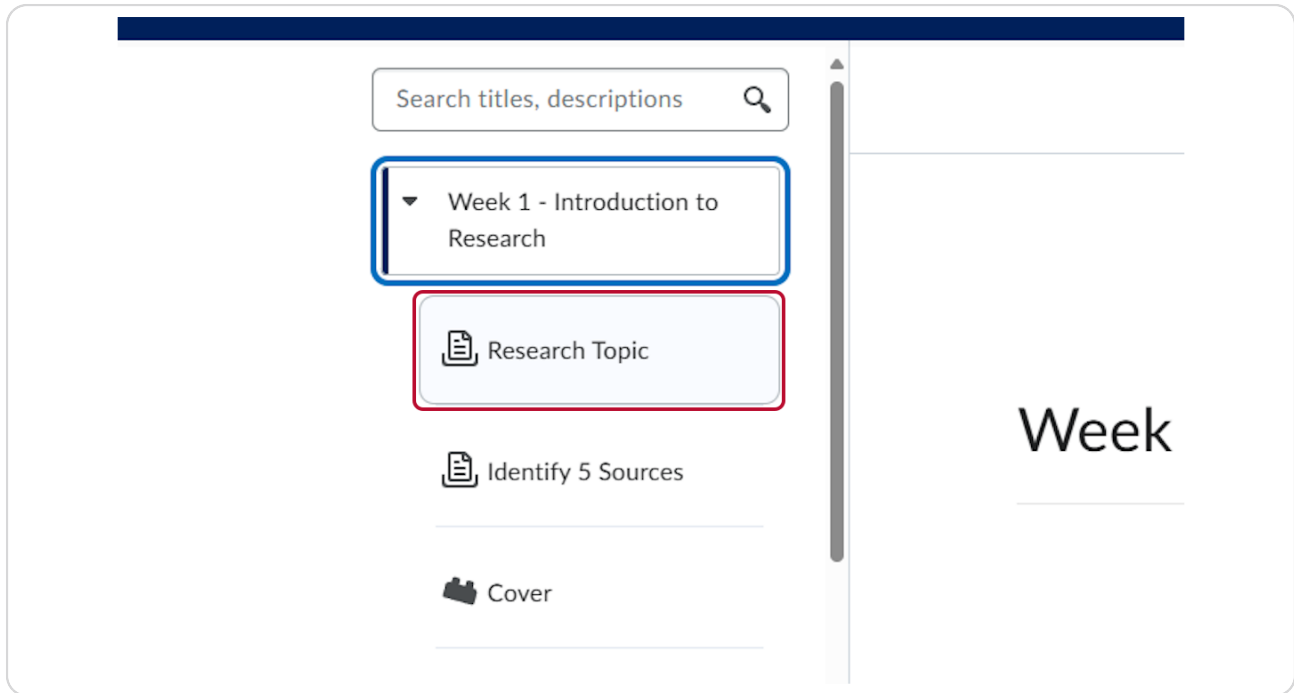 Search titles, descriptions
Week 1 - Introduction to
Research
Research Topic
Identify 5 Sources
Cover
Week